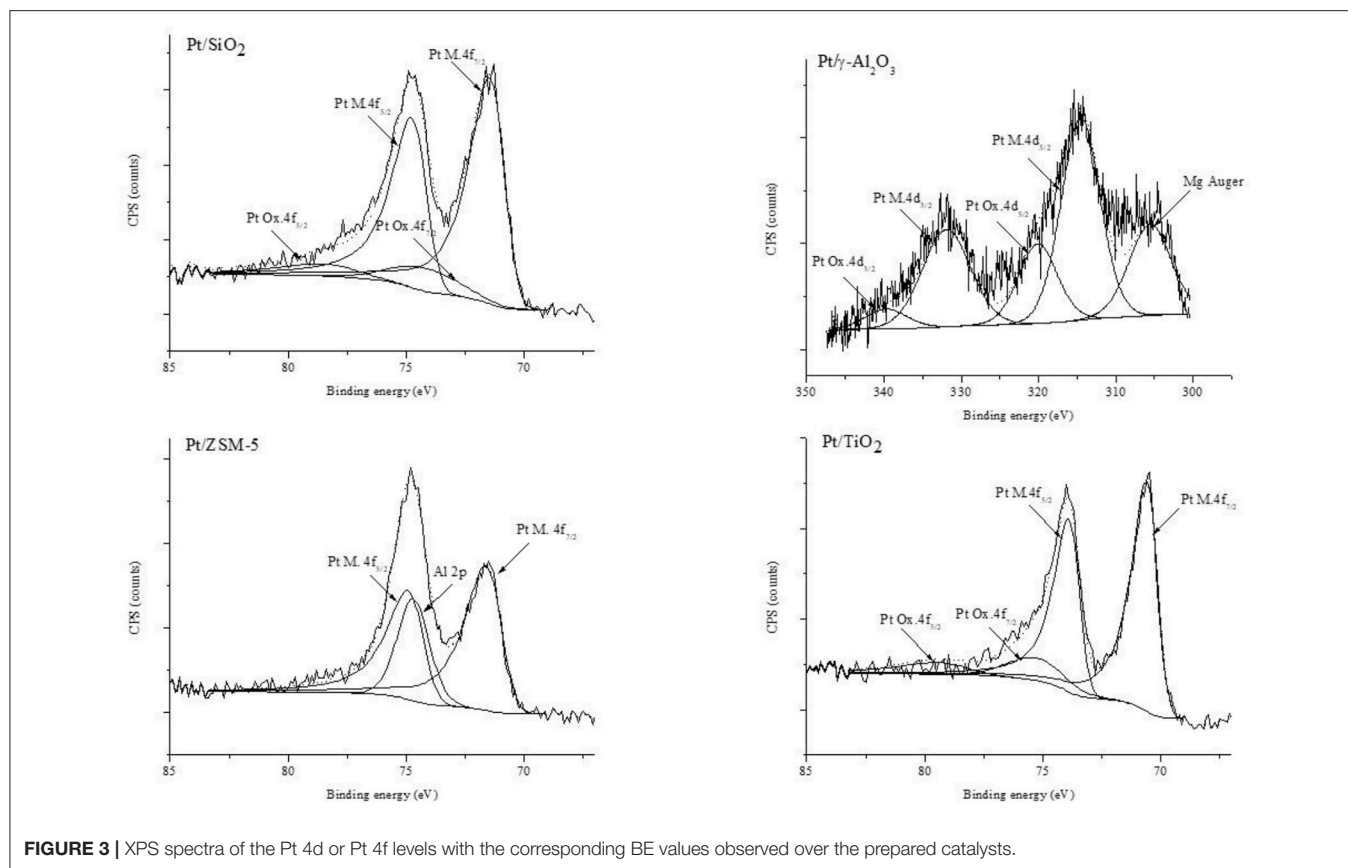 Pt/SiO₂
Pt M.4f₇/₂
Pt M.4f₅/₂
Pt Ox.4f₅/₂
Pt Ox.4f₇/₂
CPS (counts)
85 80 75 70
Binding energy (eV)
Pt/γ-Al₂O₃
Pt M.4d₅/₂
Mg Auger
Pt M.4d₃/₂
Pt Ox.4d₅/₂
Pt Ox.4d₃/₂
CPS (counts)
350 340 330 320 310 300
Binding energy (eV)
Pt/ZSM-5
Pt M. 4f₇/₂
Pt M. 4f₅/₂
Al 2p
CPS (counts)
85 80 75 70
Binding energy (eV)
Pt/TiO₂
Pt M.4f₅/₂
Pt M.4f₇/₂
Pt Ox.4f₅/₂
Pt Ox.4f₇/₂
CPS (counts)
85 80 75 70
Binding energy (eV)
FIGURE 3 | XPS spectra of the Pt 4d or Pt 4f levels with the corresponding BE values observed over the prepared catalysts.